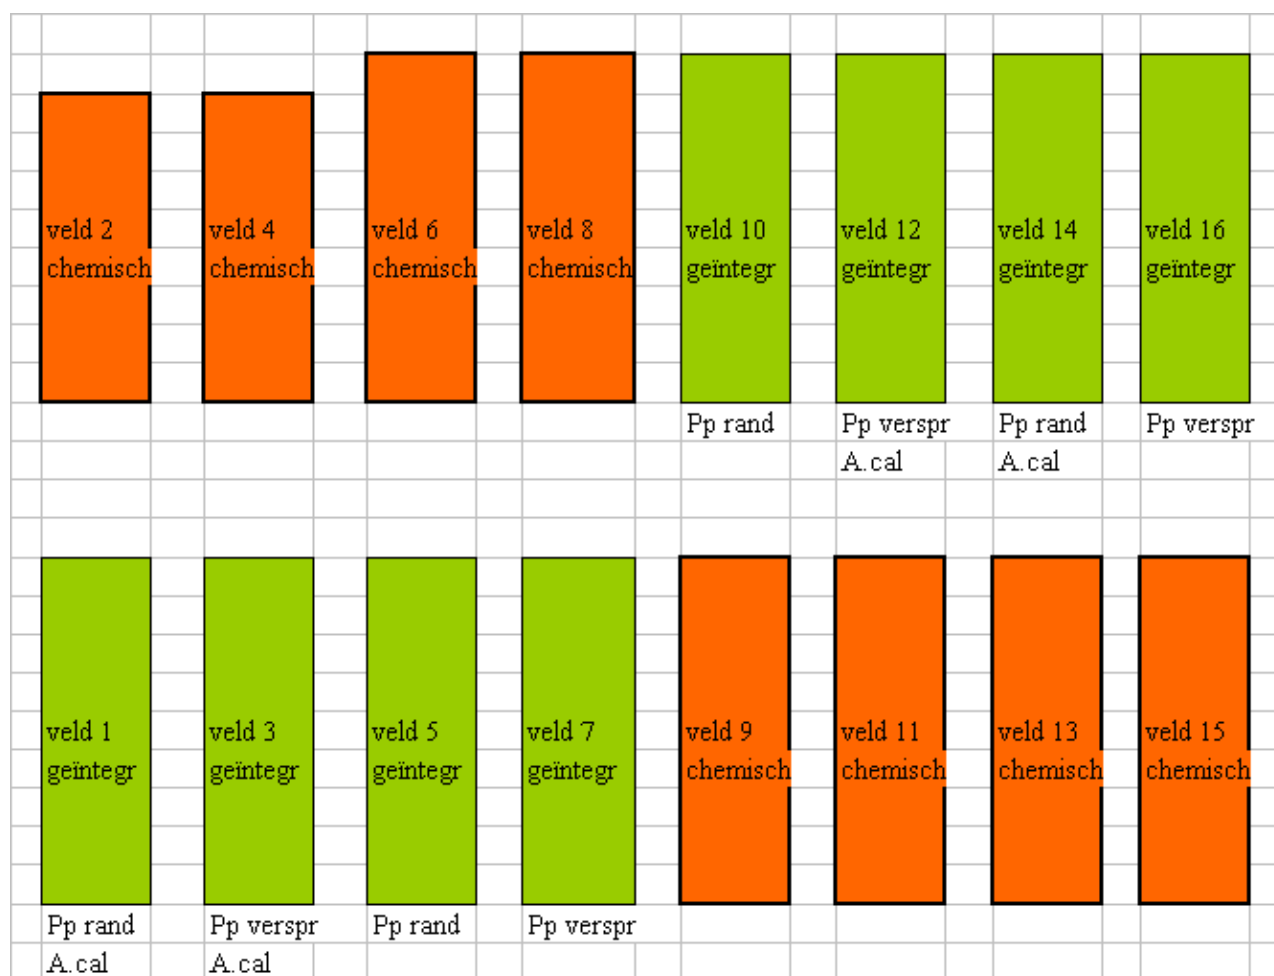 veld 2
chemisch
veld 4
chemisch
veld 6
chemisch
veld 8
chemisch
veld 10
geïntegr
veld 12
geïntegr
veld 14
geïntegr
veld 16
geïntegr
Pp rand
Pp verspr
A.cal
Pp rand
A.cal
Pp verspr
veld 1
geïntegr
veld 3
geïntegr
veld 5
geïntegr
veld 7
geïntegr
veld 9
chemisch
veld 11
chemisch
veld 13
chemisch
veld 15
chemisch
Pp rand
A.cal
Pp verspr
A.cal
Pp rand
Pp verspr